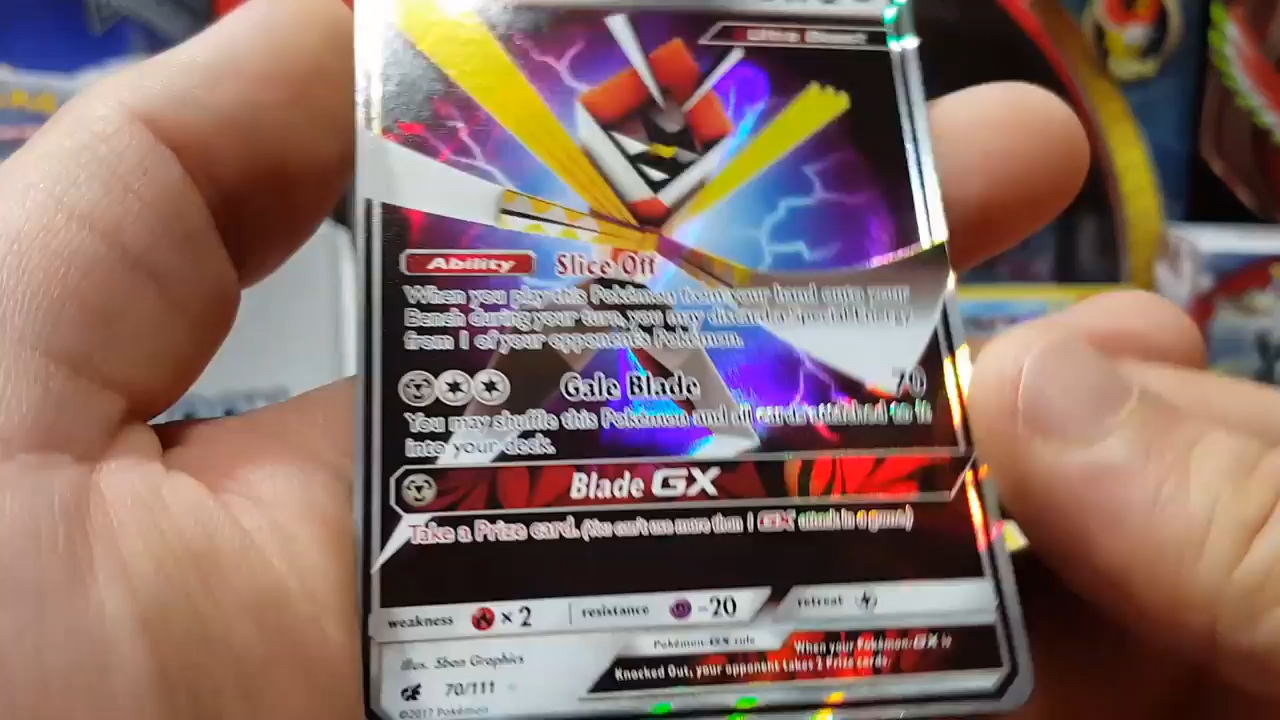 Ultra Beast
Ability Slice Off
When you play this Pokémon from your hand onto your
Bench during your turn, you may discard a Special Energy
from 1 of your opponent's Pokémon.
Gale Blade 70
You may shuffle this Pokémon and all cards attached to it
into your deck.
Blade GX
Take a Prize card. (You can't use more than 1 GX attack in a game.)
weakness ×2 resistance -20 retreat
Pokémon-GX rule When your Pokémon-GX is
Knocked Out, your opponent takes 2 Prize cards.
illus. 5ban Graphics
70/111
©2017 Pokémon